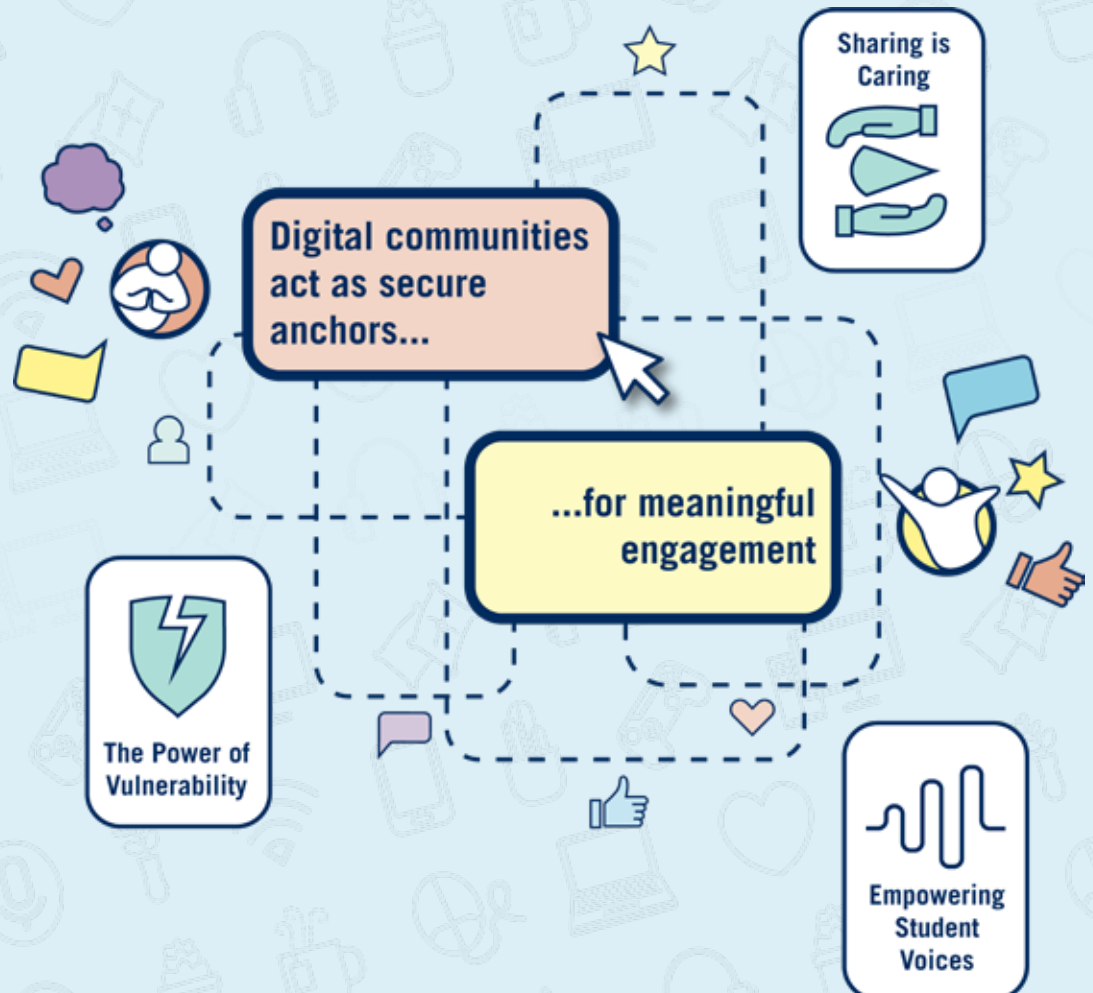 Sharing is
Caring
Digital communities
act as secure
anchors...
...for meaningful
engagement
The Power of
Vulnerability
Empowering
Student
Voices